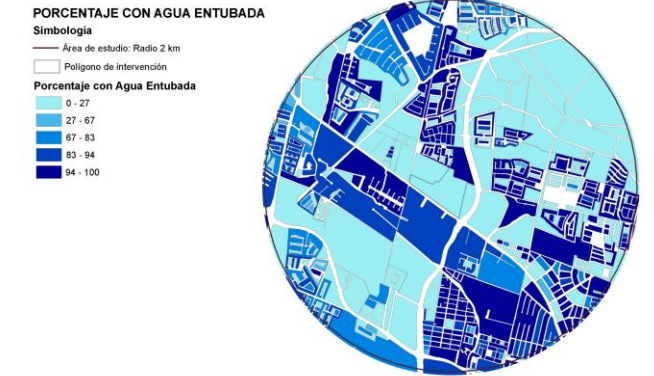 PORCENTAJE CON AGUA ENTUBADA
Simbología
Área de estudio: Radio 2 km
Polígono de intervención
Porcentaje con Agua Entubada
0 - 27
27 - 67
67 - 83
83 - 94
94 - 100